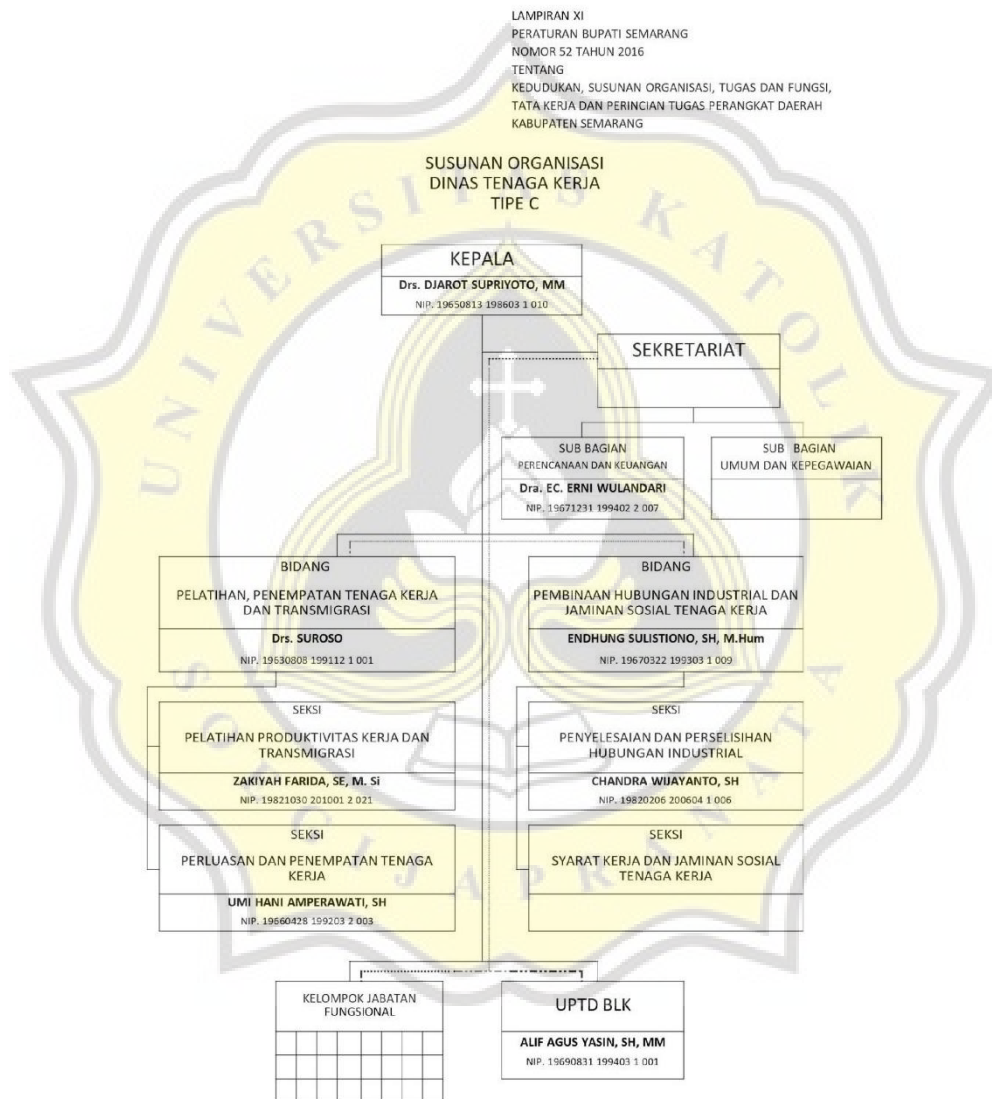 LAMPIRAN XI
PERATURAN BUPATI SEMARANG
NOMOR 52 TAHUN 2016
TENTANG
KEDUDUKAN, SUSUNAN ORGANISASI, TUGAS DAN FUNGSI,
TATA KERJA DAN PERINCIAN TUGAS PERANGKAT DAERAH
KABUPATEN SEMARANG
SUSUNAN ORGANISASI
DINAS TENAGA KERJA
TIPE C
UNIVERSITAS KATOLIK
KEPALA
Drs. DJAROT SUPRIYOTO, MM
NIP. 19650813 198603 1 010
SEKRETARIAT
SUB BAGIAN
PERENCANAAN DAN KEUANGAN
Dra. EC. ERNI WULANDARI
NIP. 19671231 199402 2 007
SUB BAGIAN
UMUM DAN KEPEGAWAIAN
BIDANG
PELATIHAN, PENEMPATAN TENAGA KERJA
DAN TRANSMIGRASI
Drs. SUROSO
NIP. 19630808 199112 1 001
BIDANG
PEMBINAAN HUBUNGAN INDUSTRIAL DAN
JAMINAN SOSIAL TENAGA KERJA
ENDHUNG SULISTIONO, SH, M.Hum
NIP. 19670322 199303 1 009
SEKSI
PELATIHAN PRODUKTIVITAS KERJA DAN
TRANSMIGRASI
ZAKIYAH FARIDA, SE, M. Si
NIP. 19821030 201001 2 021
SEKSI
PENYELESAIAN DAN PERSELISIHAN
HUBUNGAN INDUSTRIAL
CHANDRA WIJAYANTO, SH
NIP. 19820206 200604 1 006
SEKSI
PERLUASAN DAN PENEMPATAN TENAGA
KERJA
UMI HANI AMPERAWATI, SH
NIP. 19660428 199203 2 003
SEKSI
SYARAT KERJA DAN JAMINAN SOSIAL
TENAGA KERJA
SOEGIJAPRANATA
KELOMPOK JABATAN
FUNGSIONAL
UPTD BLK
ALIF AGUS YASIN, SH, MM
NIP. 19690831 199403 1 001